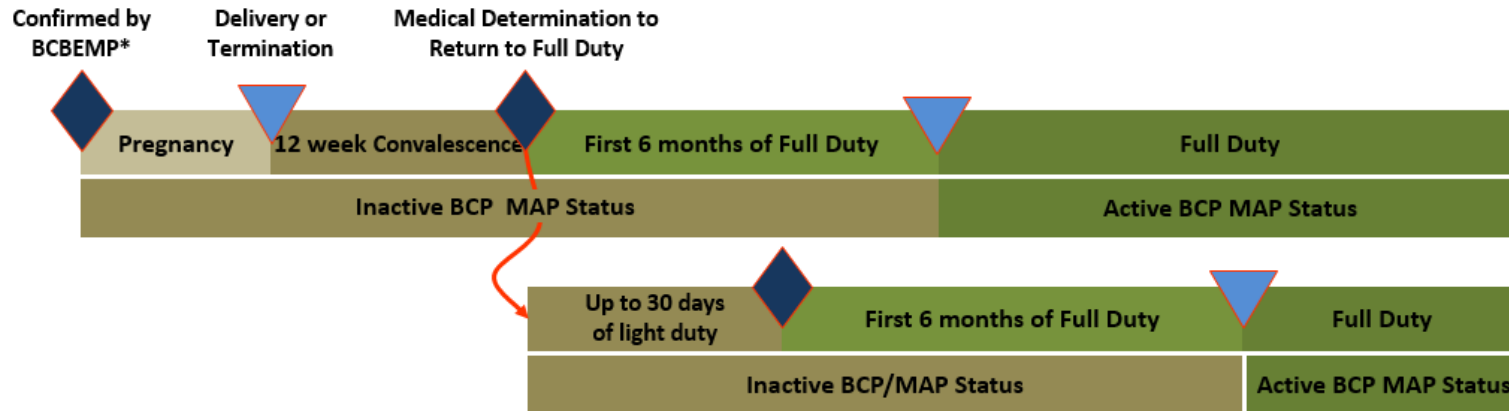 Confirmed by
BCBEMP*
Delivery or
Termination
Medical Determination to
Return to Full Duty
Pregnancy
12 week Convalescence
First 6 months of Full Duty
Full Duty
Inactive BCP MAP Status
Active BCP MAP Status
Up to 30 days
of light duty
First 6 months of Full Duty
Full Duty
Inactive BCP/MAP Status
Active BCP MAP Status